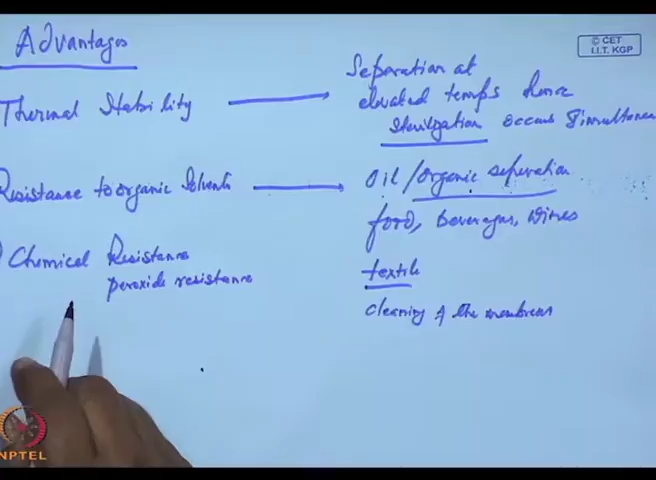 Advantages
© CET
I.I.T. KGP
Separation at
Thermal Stability → elevated temps hence
sterilization occurs simultaneou
Resistance to organic Solvents → Oil/organic separation
food, beverages, wines
Chemical Resistance
peroxide resistance
textile
cleaning of the membrane
NPTEL